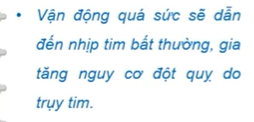 • Vận động quá sức sẽ dẫn
đến nhịp tim bất thường, gia
tăng nguy cơ đột quỵ do
trụy tim.